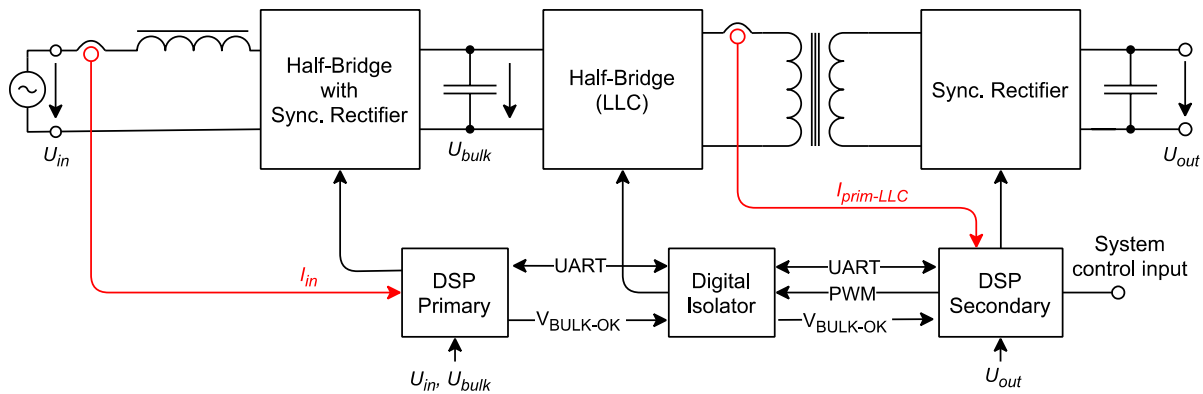 Half-Bridge
with
Sync. Rectifier
Half-Bridge
(LLC)
Sync. Rectifier
U_in
U_bulk
U_out
I_prim-LLC
I_in
DSP
Primary
UART
V_BULK-OK
Digital
Isolator
UART
PWM
V_BULK-OK
DSP
Secondary
System
control input
U_in, U_bulk
U_out